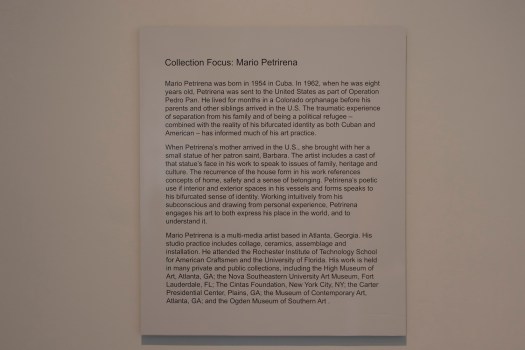 Collection Focus: Mario Petrirena
Mario Petrirena was born in 1954 in Cuba. In 1962, when he was eight
years old, Petrirena was sent to the United States as part of Operation
Pedro Pan. He lived for months in a Colorado orphanage before his
parents and other siblings arrived in the U.S. The traumatic experience
of separation from his family and of being a political refugee –
combined with the reality of his bifurcated identity as both Cuban and
American – has informed much of his art practice.
When Petrirena's mother arrived in the U.S., she brought with her a
small statue of her patron saint, Barbara. The artist includes a cast of
that statue's face in his work to speak to issues of family, heritage and
culture. The recurrence of the house form in his work references
concepts of home, safety and a sense of belonging. Petrirena's poetic
use if interior and exterior spaces in his vessels and forms speaks to
his bifurcated sense of identity. Working intuitively from his
subconscious and drawing from personal experience, Petrirena
engages his art to both express his place in the world, and to
understand it.
Mario Petrirena is a multi-media artist based in Atlanta, Georgia. His
studio practice includes collage, ceramics, assemblage and
installation. He attended the Rochester Institute of Technology School
for American Craftsmen and the University of Florida. His work is held
in many private and public collections, including the High Museum of
Art, Atlanta, GA; the Nova Southeastern University Art Museum, Fort
Lauderdale, FL; The Cintas Foundation, New York City, NY; the Carter
Presidential Center, Plains, GA; the Museum of Contemporary Art,
Atlanta, GA; and the Ogden Museum of Southern Art .